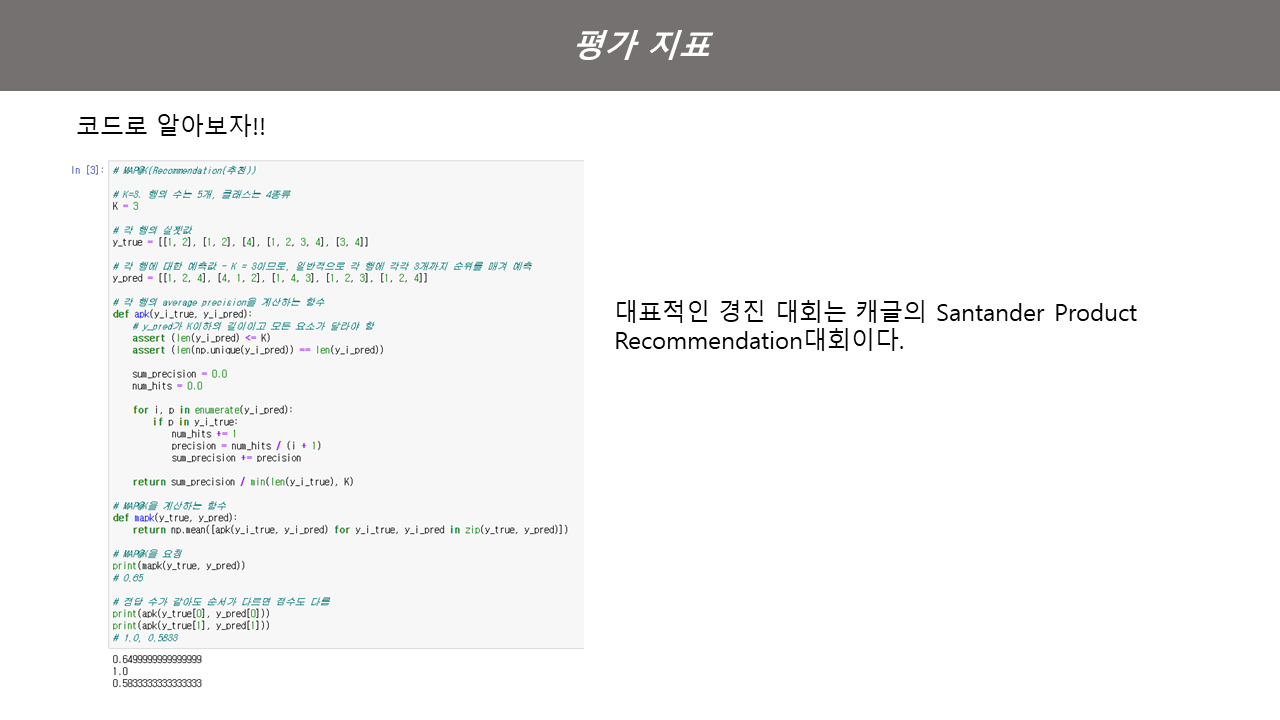 평가 지표
코드로 알아보자!!
In [3]:
# MAP@K(Recommendation(추천))
# K=3. 행의 수는 5개, 클래스는 4종류
K = 3
# 각 행의 실젯값
y_true = [[1, 2], [1, 2], [4], [1, 2, 3, 4], [3, 4]]
# 각 행에 대한 예측값 - K = 3이므로, 일반적으로 각 행에 각각 3개까지 순위를 매겨 예측
y_pred = [[1, 2, 4], [4, 1, 2], [1, 4, 3], [1, 2, 3], [1, 2, 4]]
# 각 행의 average precision을 계산하는 함수
def apk(y_i_true, y_i_pred):
    # y_pred가 K이하의 길이이고 모든 요소가 달라야 함
    assert (len(y_i_pred) <= K)
    assert (len(np.unique(y_i_pred)) == len(y_i_pred))
    sum_precision = 0.0
    num_hits = 0.0
    for i, p in enumerate(y_i_pred):
        if p in y_i_true:
            num_hits += 1
            precision = num_hits / (i + 1)
            sum_precision += precision
    return sum_precision / min(len(y_i_true), K)
# MAP@K을 계산하는 함수
def mapk(y_true, y_pred):
    return np.mean([apk(y_i_true, y_i_pred) for y_i_true, y_i_pred in zip(y_true, y_pred)])
# MAP@K을 요청
print(mapk(y_true, y_pred))
# 0.65
# 정답 수가 같아도 순서가 다르면 점수도 다름
print(apk(y_true[0], y_pred[0]))
print(apk(y_true[1], y_pred[1]))
# 1.0, 0.5833
0.6499999999999999
1.0
0.5833333333333333
대표적인 경진 대회는 캐글의 Santander Product
Recommendation대회이다.